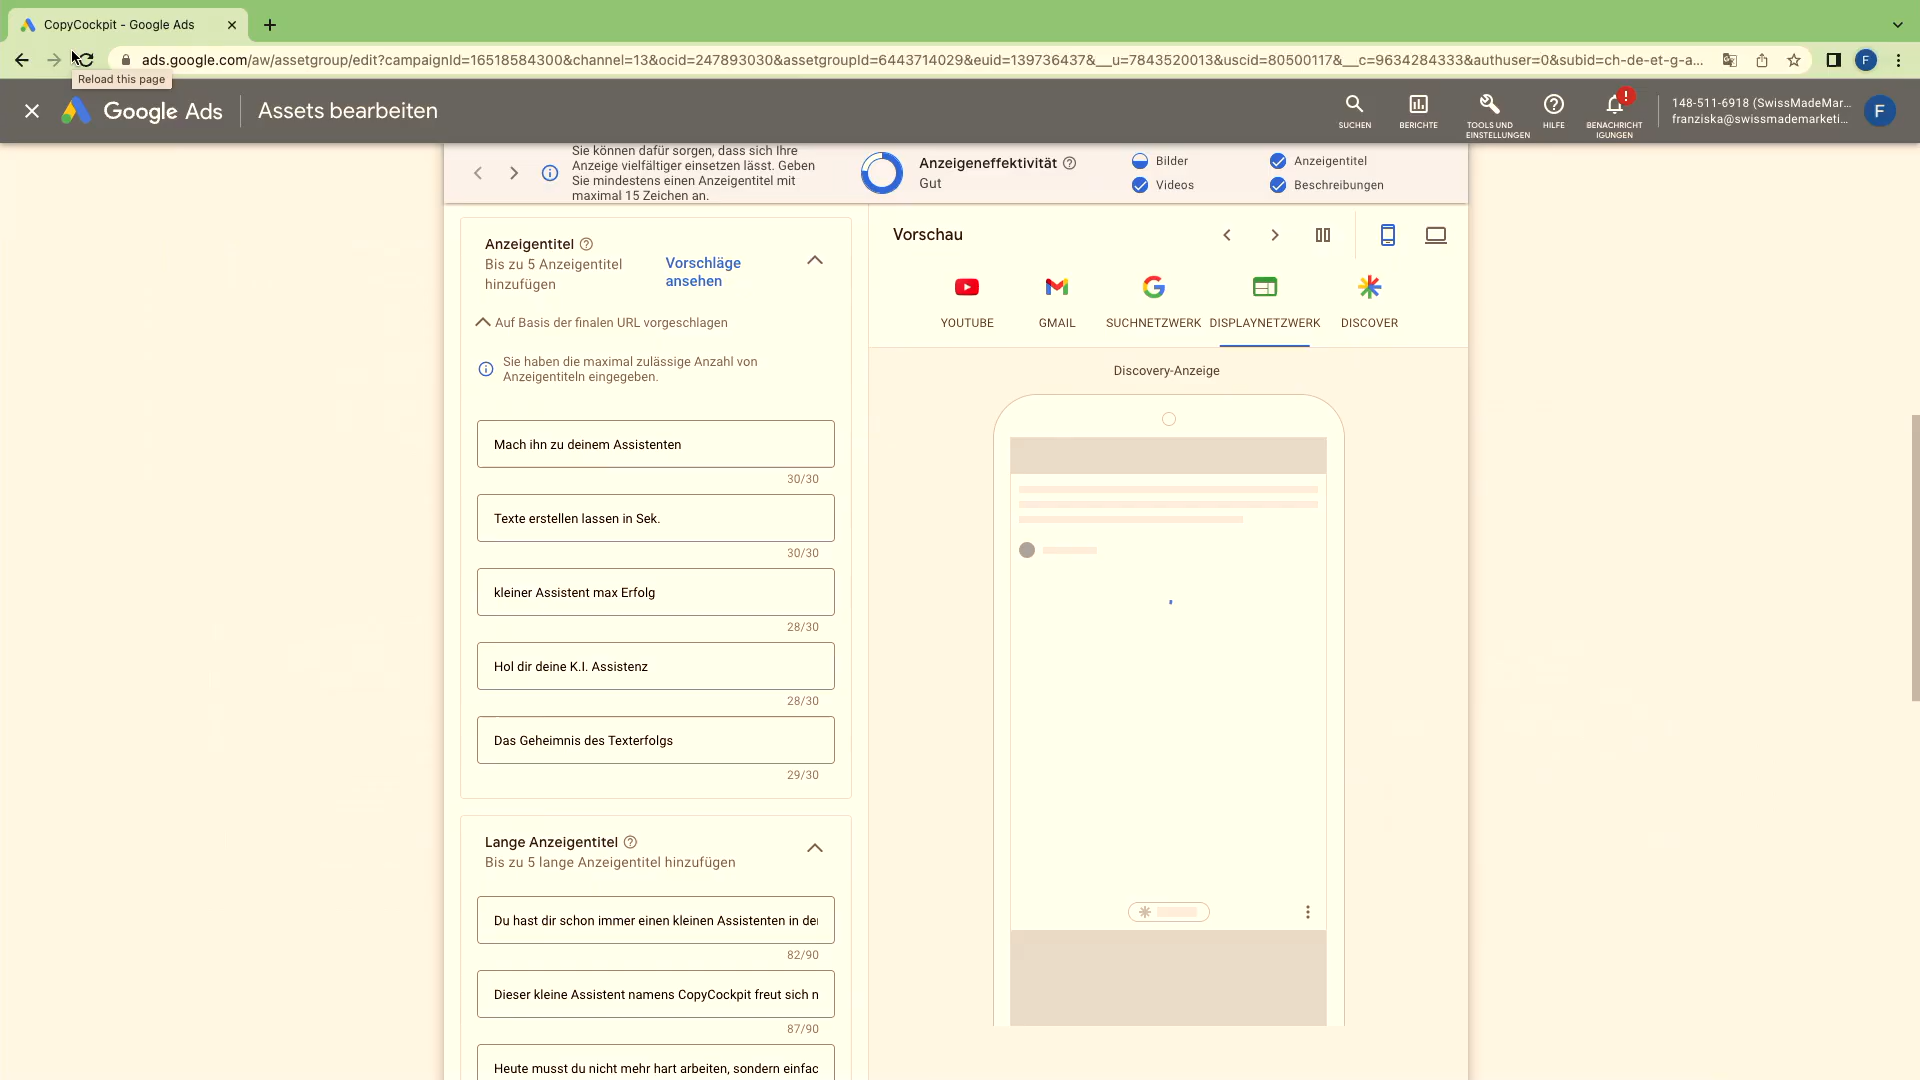 CopyCockpit - Google Ads
ads.google.com/aw/assetgroup/edit?campaignId=16518584300&channel=13&ocid=247893030&assetgroupId=6443714029&euid=139736437&__u=7843520013&uscid=80500117&__c=9634284333&authuser=0&subid=ch-de-et-g-a...
F
Reload this page
Google Ads
Assets bearbeiten
SUCHEN
BERICHTE
TOOLS UND
EINSTELLUNGEN
HILFE
!
BENACHRICHT
IGUNGEN
148-511-6918 (SwissMadeMar...
franziska@swissmademarketi...
F
Sie können dafür sorgen, dass sich Ihre
Anzeige vielfältiger einsetzen lässt. Geben
Sie mindestens einen Anzeigentitel mit
maximal 15 Zeichen an.
Anzeigeneffektivität
Gut
Bilder
Anzeigentitel
Videos
Beschreibungen
Anzeigentitel
Bis zu 5 Anzeigentitel
hinzufügen
Vorschläge
ansehen
Auf Basis der finalen URL vorgeschlagen
Sie haben die maximal zulässige Anzahl von
Anzeigentiteln eingegeben.
Mach ihn zu deinem Assistenten
30/30
Texte erstellen lassen in Sek.
30/30
kleiner Assistent max Erfolg
28/30
Hol dir deine K.I. Assistenz
28/30
Das Geheimnis des Texterfolgs
29/30
Lange Anzeigentitel
Bis zu 5 lange Anzeigentitel hinzufügen
Du hast dir schon immer einen kleinen Assistenten in de
82/90
Dieser kleine Assistent namens CopyCockpit freut sich n
87/90
Heute musst du nicht mehr hart arbeiten, sondern einfac
Vorschau
YOUTUBE
GMAIL
SUCHNETZWERK
DISPLAYNETZWERK
DISCOVER
Discovery-Anzeige